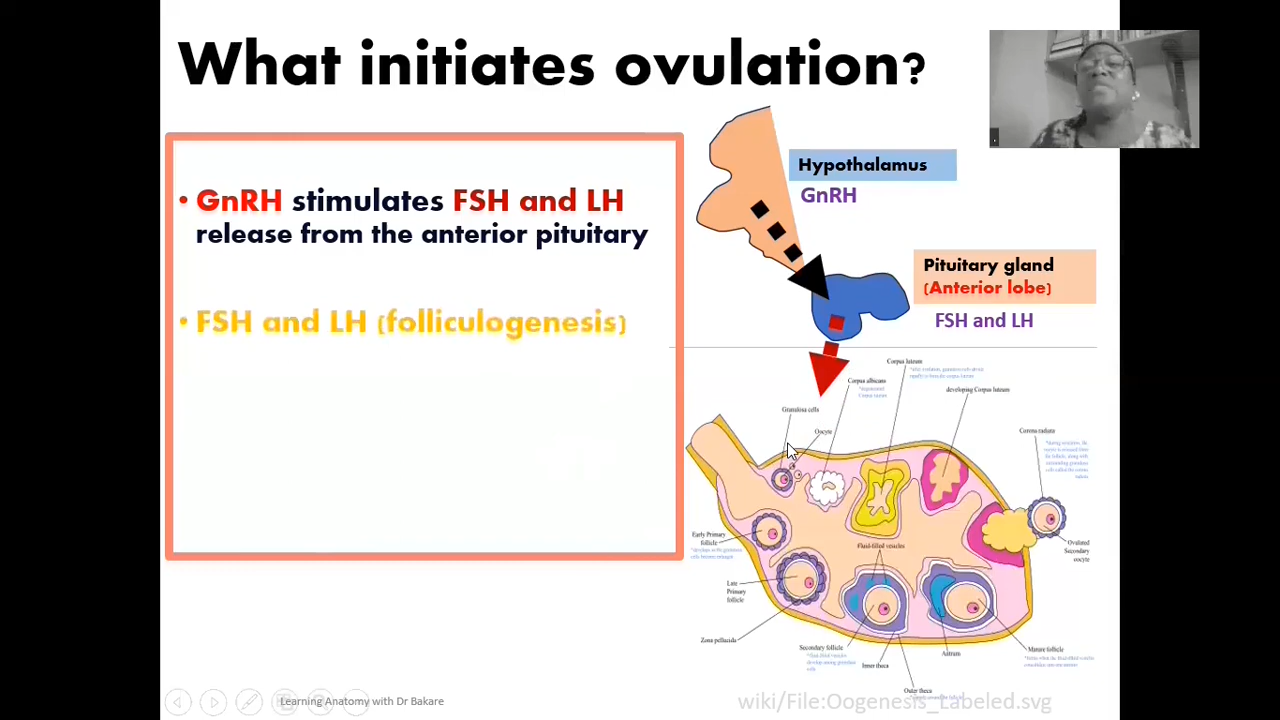 What initiates ovulation?
• GnRH stimulates FSH and LH
release from the anterior pituitary
• FSH and LH (folliculogenesis)
Hypothalamus
GnRH
Pituitary gland
(Anterior lobe)
FSH and LH
Corpus luteum
Corpus albicans
developing Corpus luteum
Granulosa cells
Oocyte
Corona radiata
Early Primary
follicle
Fluid-filled vesicles
Ovulated
Secondary
oocyte
Late
Primary
follicle
Zona pellucida
Secondary follicle
Inner theca
Antrum
Mature follicle
Outer theca
Learning Anatomy with Dr Bakare
wiki/File:Oogenesis_Labeled.svg